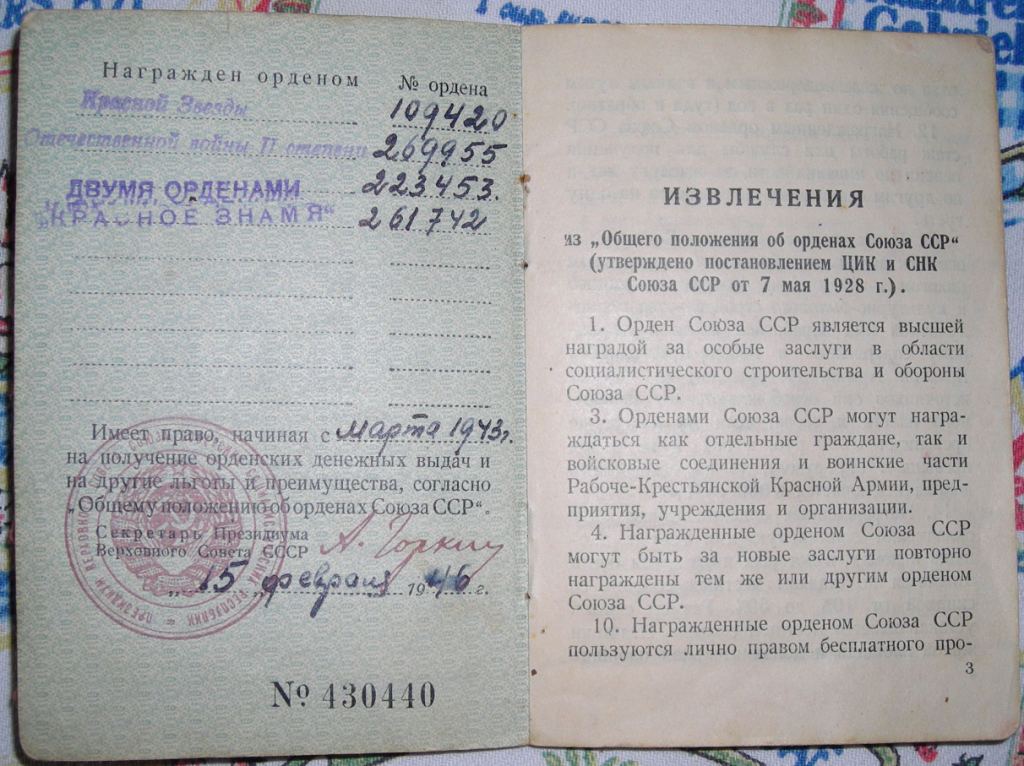 Награжден орденом № ордена
Красной Звезды 109420
Отечественной войны II степени 269955
ДВУМЯ ОРДЕНАМИ 223453.
"КРАСНОЕ ЗНАМЯ" 261742
Имеет право, начиная с марта 1943г.
на получение орденских денежных выдач и
на другие льготы и преимущества, согласно
„Общему положению об орденах Союза ССР“.
Секретарь Президиума
Верховного Совета СССР А. Горкин
„15„ февраля 1946 г.
№ 430440
ИЗВЛЕЧЕНИЯ
из „Общего положения об орденах Союза ССР“
(утверждено постановлением ЦИК и СНК
Союза ССР от 7 мая 1928 г.).
1. Орден Союза ССР является высшей
наградой за особые заслуги в области
социалистического строительства и обороны
Союза ССР.
3. Орденами Союза ССР могут награ-
ждаться как отдельные граждане, так и
войсковые соединения и воинские части
Рабоче-Крестьянской Красной Армии, пред-
приятия, учреждения и организации.
4. Награжденные орденом Союза ССР
могут быть за новые заслуги повторно
награждены тем же или другим орденом
Союза ССР.
10. Награжденные орденом Союза ССР
пользуются лично правом бесплатного про-
3